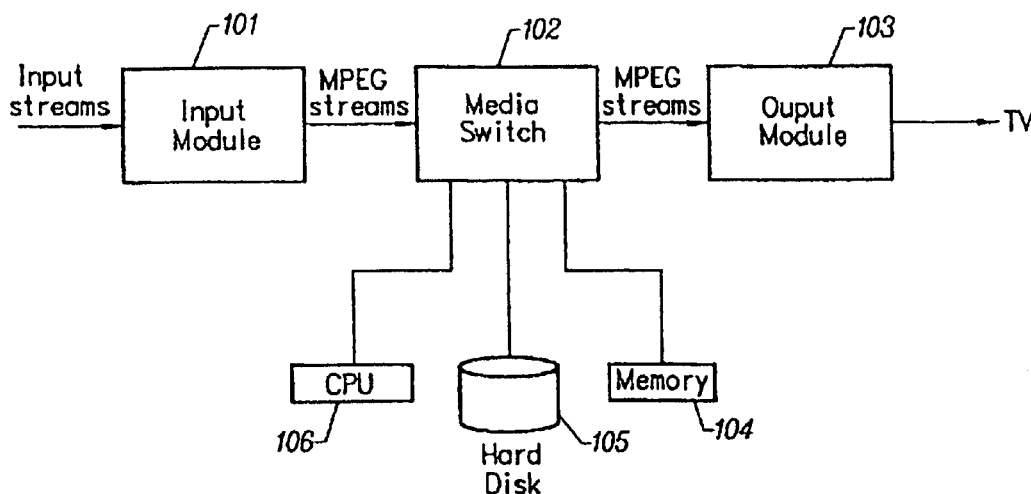 101
102
103
Input
streams
Input
Module
MPEG
streams
Media
Switch
MPEG
streams
Ouput
Module
TV
CPU
106
Hard
Disk
105
Memory
104